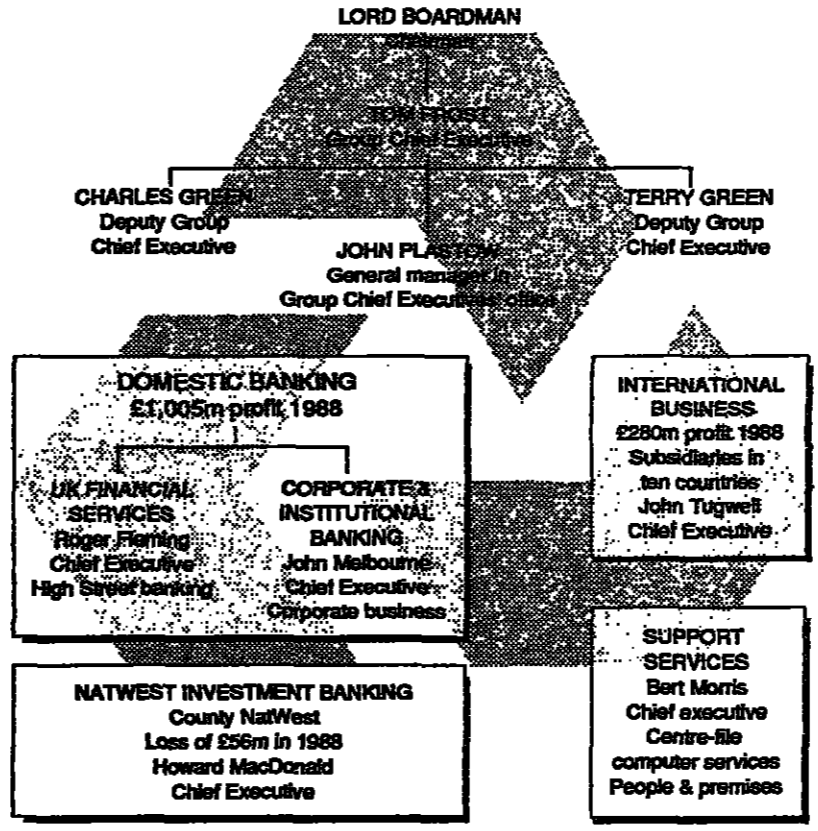 LORD BOARDMAN
Chairman
TOM FROST
Group Chief Executive
CHARLES GREEN
Deputy Group
Chief Executive
TERRY GREEN
Deputy Group
Chief Executive
JOHN PLASTOW
General manager in
Group Chief Executives' office
DOMESTIC BANKING
£1,005m profit 1988
UK FINANCIAL
SERVICES
Roger Fleming
Chief Executive
High Street banking
CORPORATE &
INSTITUTIONAL
BANKING
John Melbourne
Chief Executive
Corporate business
INTERNATIONAL
BUSINESS
£280m profit 1988
Subsidiaries in
ten countries
John Tugwell
Chief Executive
NATWEST INVESTMENT BANKING
County NatWest
Loss of £56m in 1988
Howard MacDonald
Chief Executive
SUPPORT
SERVICES
Bert Morris
Chief executive
Centre-file
computer services
People & premises